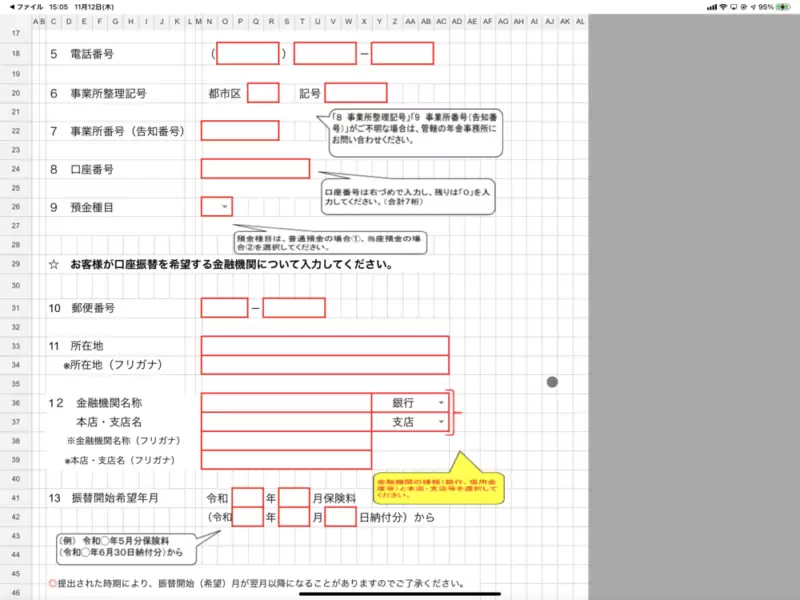 ◀ファイル 15:05 11月12日(木) 95%
A B C D E F G H I J K L M N O P Q R S T U V W X Y Z AA AB AC AD AE AF AG AH AI AJ AK AL
17
18 5 電話番号 ( ) －
19
20 6 事業所整理記号 都市区 記号
21
「8 事業所整理記号」「9 事業所番号(告知番
号)」がご不明な場合は、管轄の年金事務所に
お問い合わせください。
22 7 事業所番号（告知番号）
23
24 8 口座番号
25
口座番号は右づめで入力し、残りは「0」を入
力してください。(合計7桁)
26 9 預金種目
27
預金種目は、普通預金の場合①、当座預金の場
合②を選択してください。
28
29 ☆ お客様が口座振替を希望する金融機関について入力してください。
30
31 10 郵便番号 －
32
33 11 所在地
34 ※所在地（フリガナ）
35
36 １２ 金融機関名称 銀行
37 本店・支店名 支店
38 ※金融機関名称（フリガナ）
39 ※本店・支店名（フリガナ）
40
金融機関の種類(銀行、信用金
庫等)と本店・支店等を選択して
ください。
41 13 振替開始希望年月 令和 年 月保険料
42 （令和 年 月 日納付分）から
43
(例) 令和◯年5月分保険料
(令和◯年6月30日納付分)から
44
45 ◎提出された時期により、振替開始（希望）月が翌月以降になることがありますのでご了承ください。
46